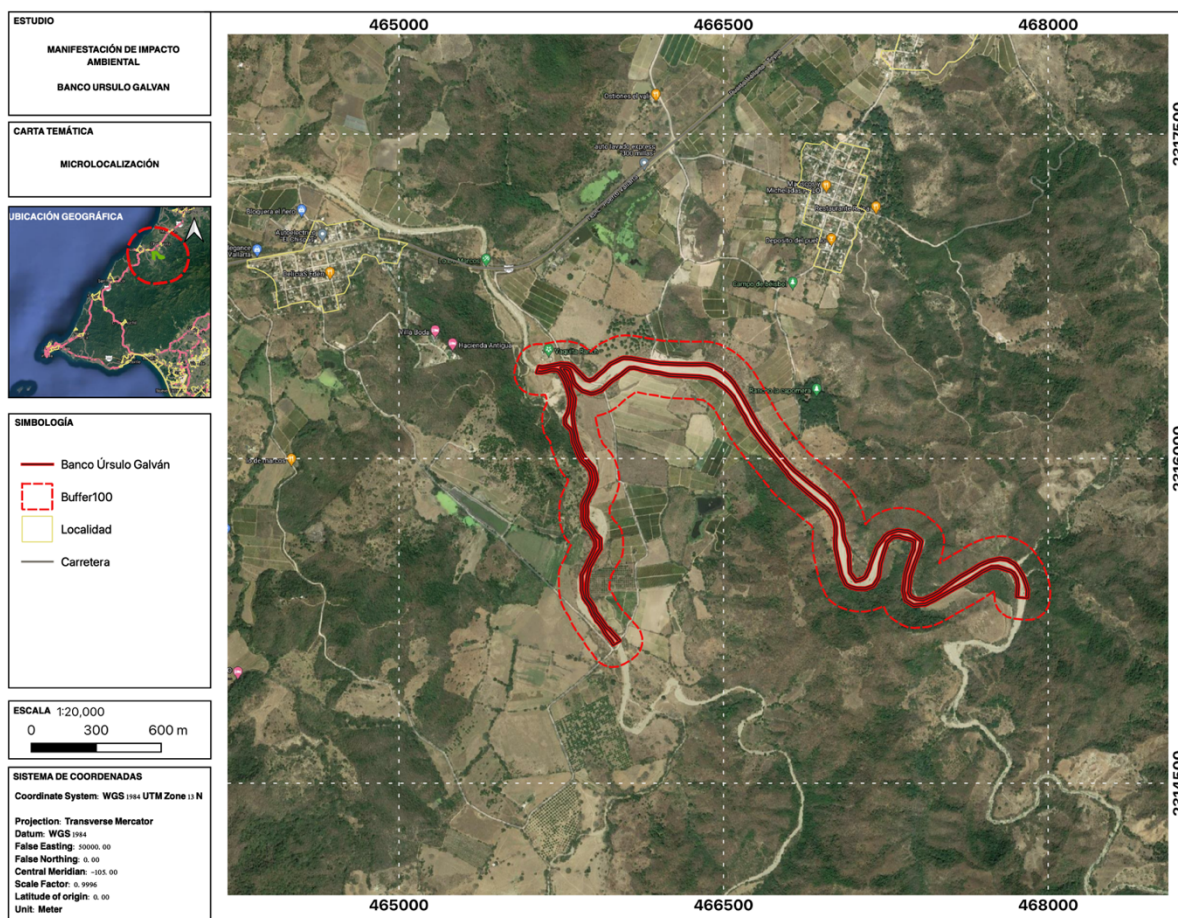 ESTUDIO
MANIFESTACIÓN DE IMPACTO
AMBIENTAL
BANCO URSULO GALVAN
CARTA TEMÁTICA
MICROLOCALIZACIÓN
UBICACIÓN GEOGRÁFICA
SIMBOLOGÍA
Banco Úrsulo Galván
Buffer100
Localidad
Carretera
ESCALA 1:20,000
0 300 600 m
SISTEMA DE COORDENADAS
Coordinate System: WGS 1984 UTM Zone 13 N
Projection: Transverse Mercator
Datum: WGS 1984
False Easting: 50000. 00
False Northing: 0. 00
Central Meridian: -105. 00
Scale Factor: 0. 9996
Latitude of origin: 0. 00
Unit: Meter
465000 466500 468000
2317500
2316000
2314500
465000 466500 468000
Hacienda Antigua
Campo de béisbol